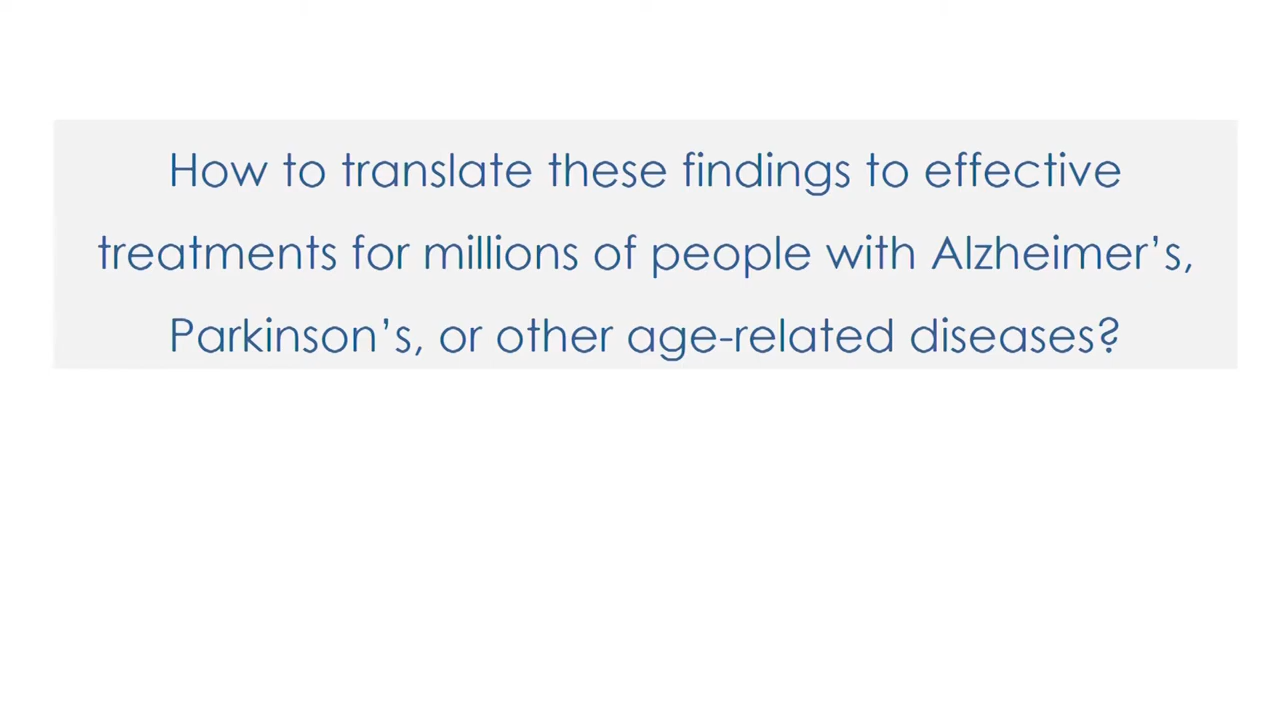 How to translate these findings to effective
treatments for millions of people with Alzheimer’s,
Parkinson’s, or other age-related diseases?